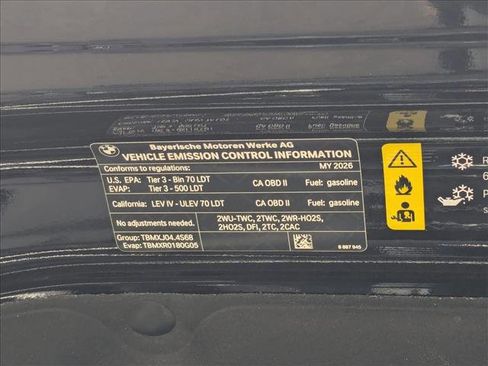 BMW
Bayerische Motoren Werke AG
VEHICLE EMISSION CONTROL INFORMATION
Conforms to regulations: MY 2026
U.S. EPA: Tier 3 - Bin 70 LDT CA OBD II Fuel: gasoline
EVAP: Tier 3 - 500 LDT
California: LEV IV - ULEV 70 LDT CA OBD II Fuel: gasoline
No adjustments needed. 2WU-TWC, 2TWC, 2WR-HO2S,
2HO2S, DFI, 2TC, 2CAC
Group: TBMXJ04.4S68
Evap: TBMXR0180G05
R
6
P